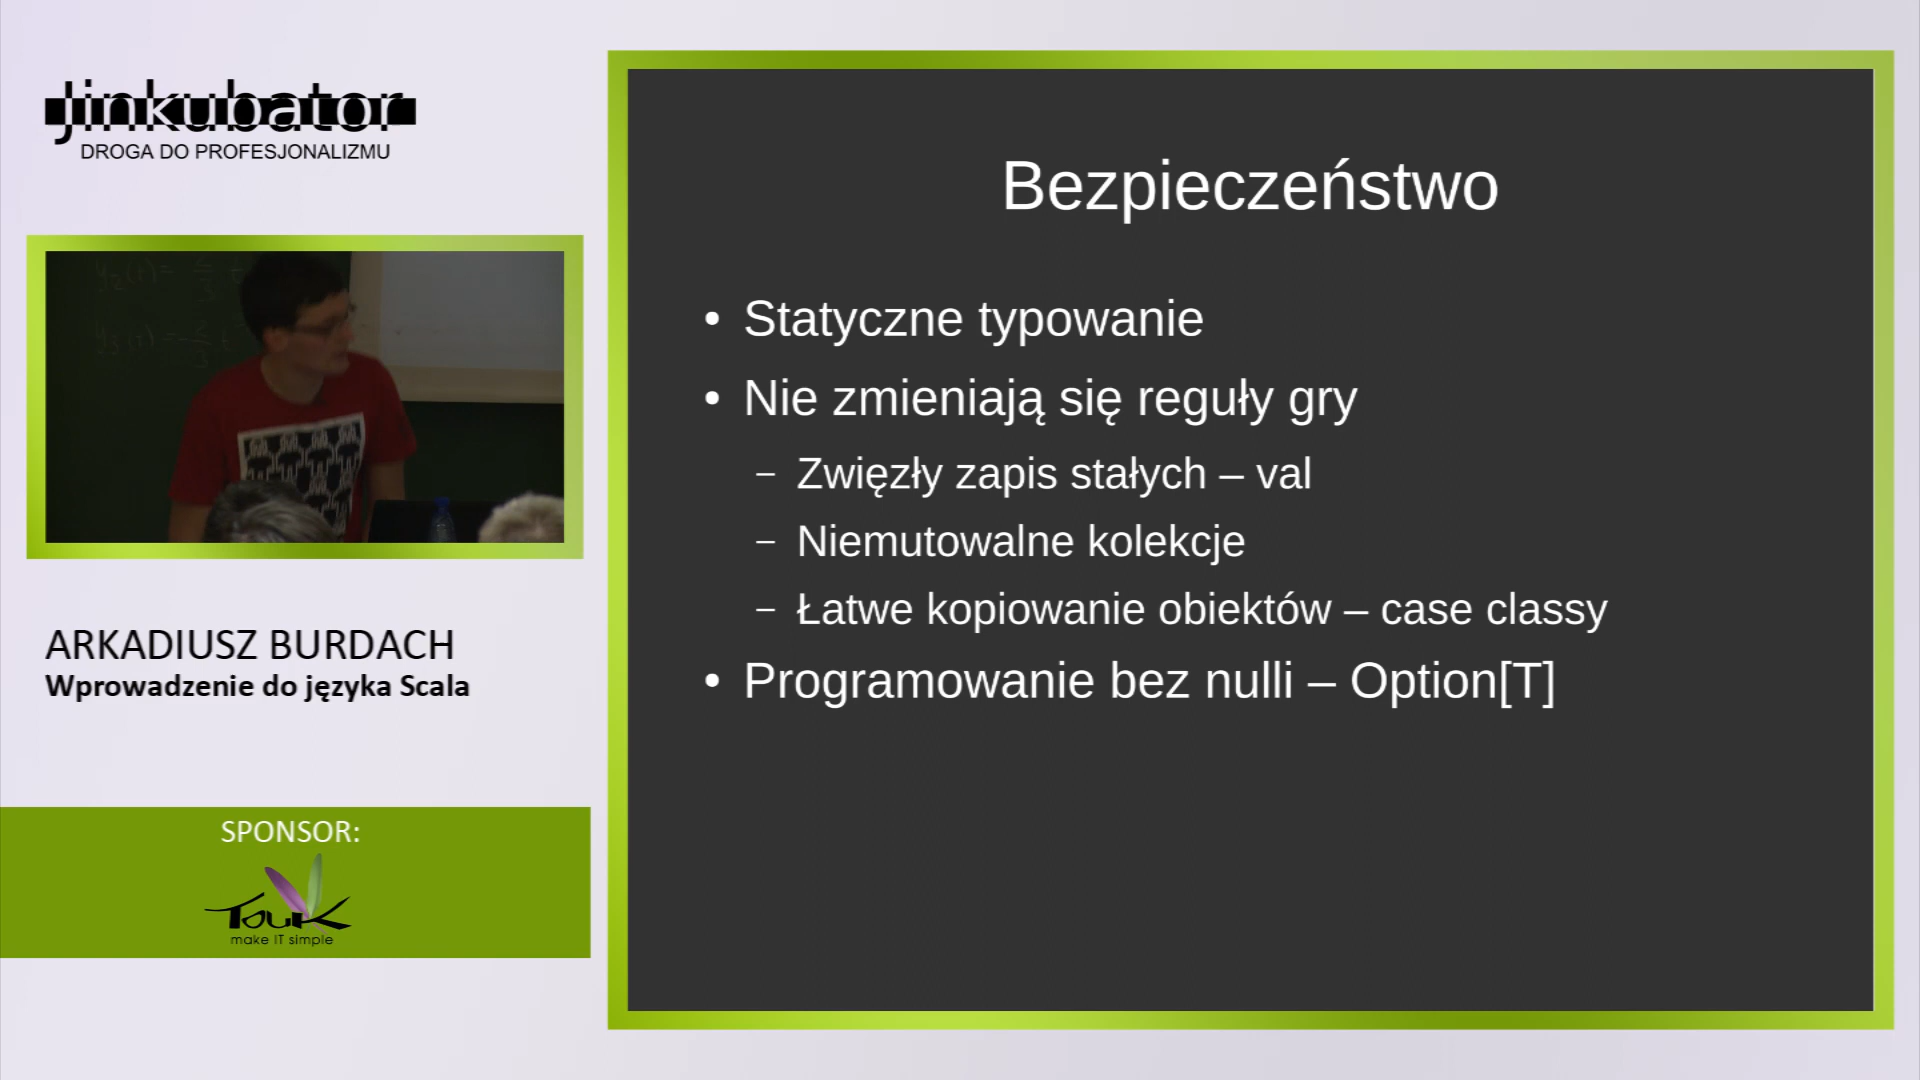 Jinkubator
DROGA DO PROFESJONALIZMU
ARKADIUSZ BURDACH
Wprowadzenie do języka Scala
SPONSOR:
TouK
make IT simple
Bezpieczeństwo
• Statyczne typowanie
• Nie zmieniają się reguły gry
– Zwięzły zapis stałych – val
– Niemutowalne kolekcje
– Łatwe kopiowanie obiektów – case classy
• Programowanie bez nulli – Option[T]